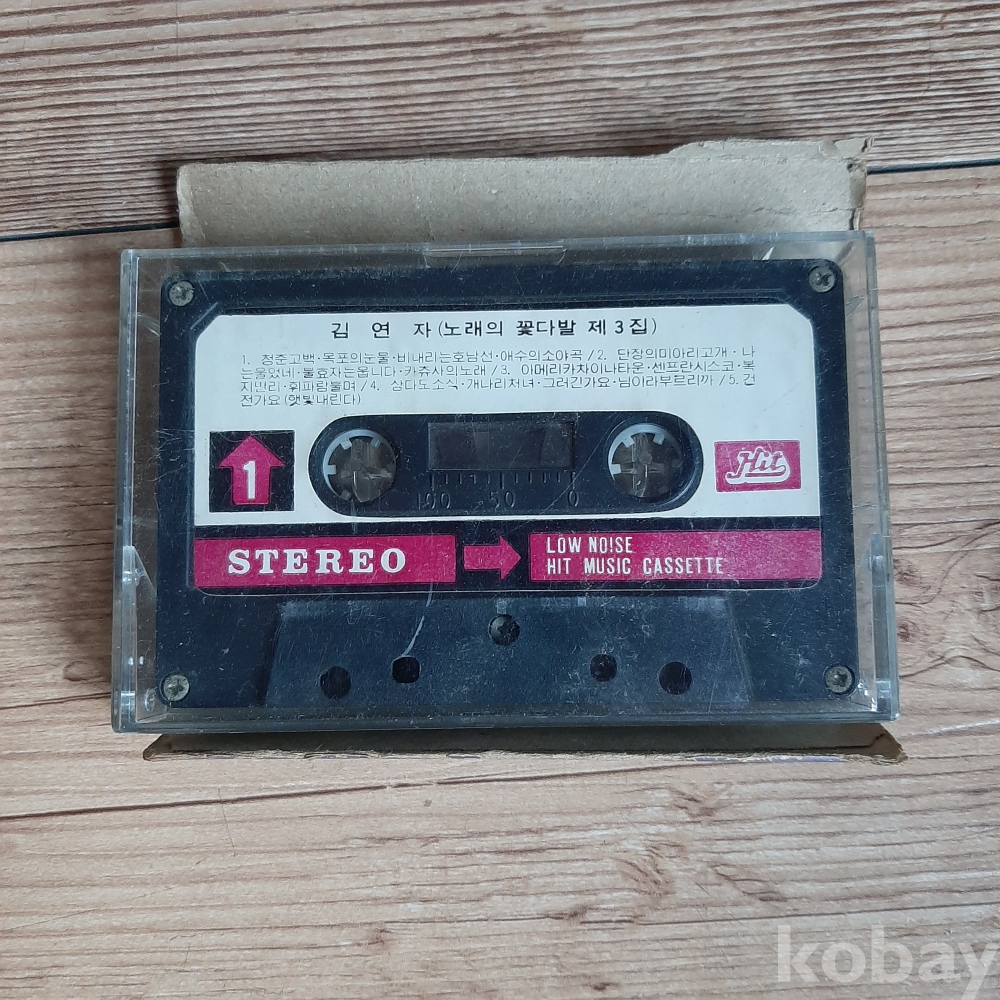 김 연 자 (노래의 꽃다발 제 3 집)
1. 청춘고백·목포의눈물·비내리는호남선·애수의소야곡 / 2. 단장의미아리고개·나
는울었네·불효자는웁니다·카츄사의노래 / 3. 아메리카차이나타운·센프란시스코·복
지만리·휘파람불며 / 4. 삼다도소식·개나리처녀·그러긴가요·님이라부르리까 / 5. 건
전가요 (햇빛내린다)
1
100 50 0
Hit
STEREO
LOW NOISE
HIT MUSIC CASSETTE
kobay